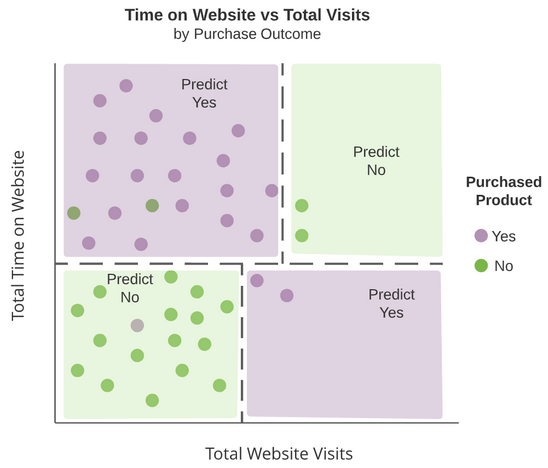 Time on Website vs Total Visits
by Purchase Outcome
Predict
Yes
Predict
No
Total Time on Website
Purchased
Product
Yes
No
Predict
No
Predict
Yes
Total Website Visits